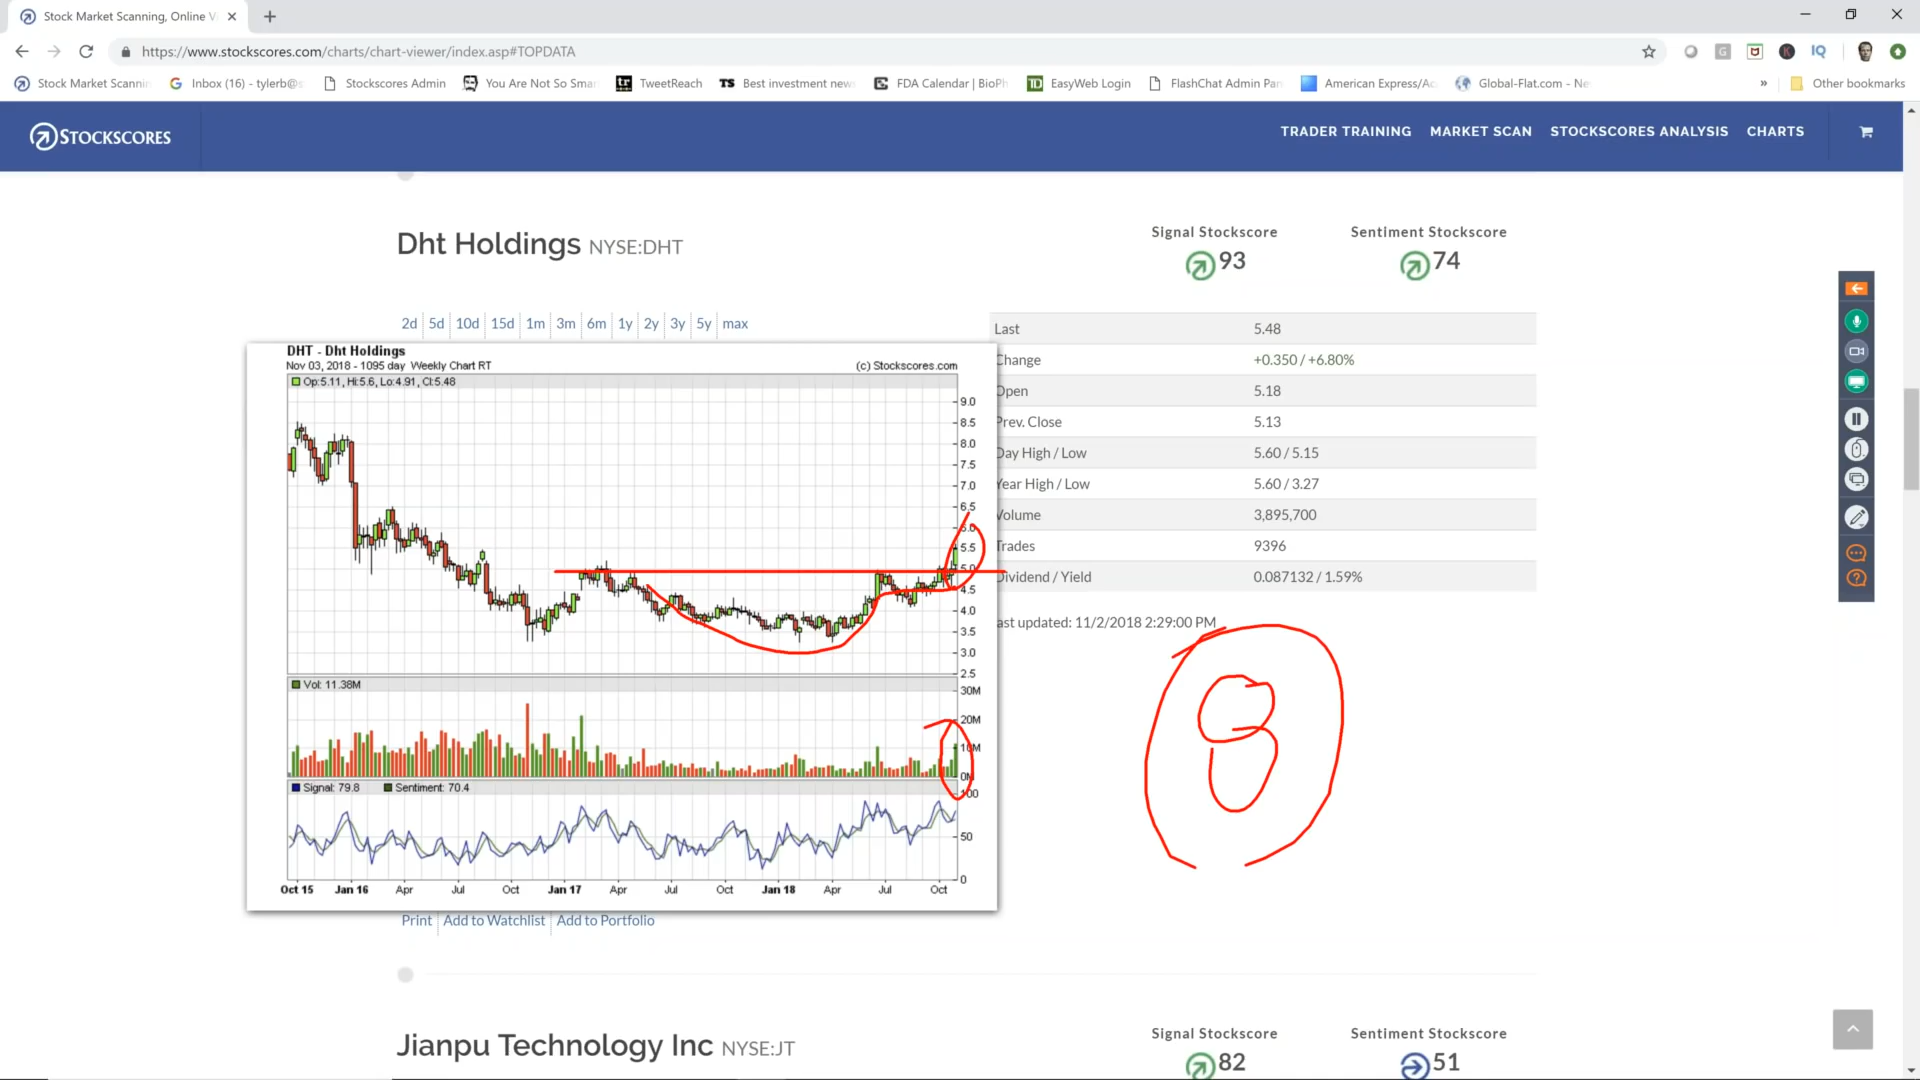 Stock Market Scanning, Online V
https://www.stockscores.com/charts/chart-viewer/index.asp#TOPDATA
Stock Market Scannin
Inbox (16) - tylerb@s
Stockscores Admin
You Are Not So Smar
TweetReach
Best investment news
FDA Calendar | BioPh
EasyWeb Login
FlashChat Admin Pan
American Express/Ac
Global-Flat.com - Ne
»
Other bookmarks
STOCKSCORES
TRADER TRAINING
MARKET SCAN
STOCKSCORES ANALYSIS
CHARTS
Dht Holdings NYSE:DHT
Signal Stockscore
93
Sentiment Stockscore
74
2d 5d 10d 15d 1m 3m 6m 1y 2y 3y 5y max
DHT - Dht Holdings
Nov 03, 2018 - 1095 day Weekly Chart RT
(c) Stockscores.com
Op:5.11, Hi:5.6, Lo:4.91, Cl:5.48
9.0
8.5
8.0
7.5
7.0
6.5
5.5
5.0
4.5
4.0
3.5
3.0
2.5
Vol: 11.38M
30M
20M
10M
0M
Signal: 79.8
Sentiment: 70.4
100
50
0
Oct 15 Jan 16 Apr Jul Oct Jan 17 Apr Jul Oct Jan 18 Apr Jul Oct
Last 5.48
Change +0.350 / +6.80%
Open 5.18
Prev. Close 5.13
Day High / Low 5.60 / 5.15
Year High / Low 5.60 / 3.27
Volume 3,895,700
Trades 9396
Dividend / Yield 0.087132 / 1.59%
ast updated: 11/2/2018 2:29:00 PM
8
Print
Add to Watchlist
Add to Portfolio
Jianpu Technology Inc NYSE:JT
Signal Stockscore
82
Sentiment Stockscore
51